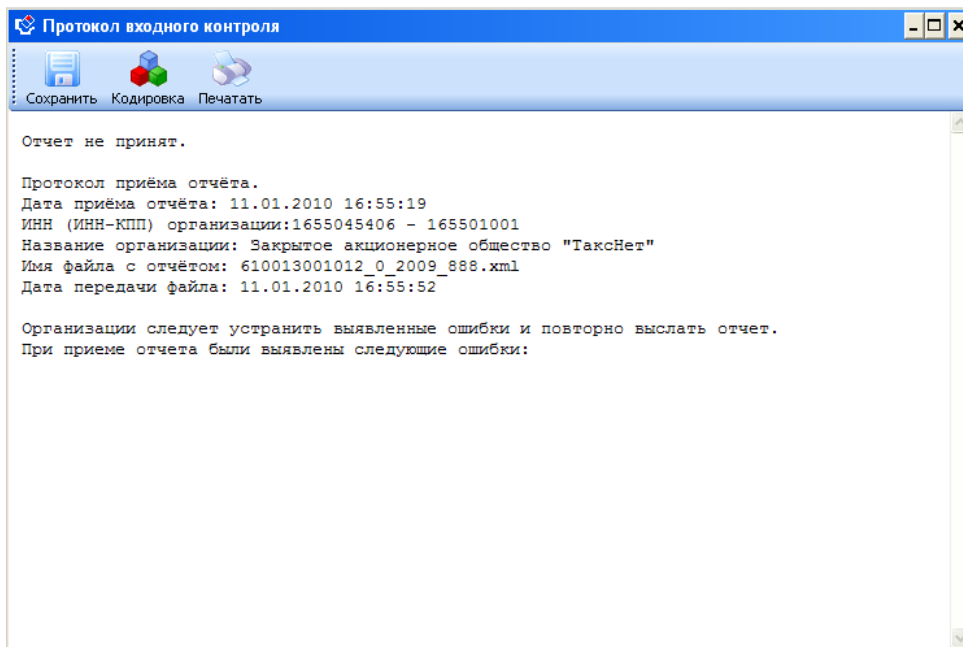 Протокол входного контроля
Сохранить Кодировка Печатать
Отчет не принят.
Протокол приёма отчёта.
Дата приёма отчёта: 11.01.2010 16:55:19
ИНН (ИНН-КПП) организации:1655045406 - 165501001
Название организации: Закрытое акционерное общество "ТаксНет"
Имя файла с отчётом: 610013001012_0_2009_888.xml
Дата передачи файла: 11.01.2010 16:55:52
Организации следует устранить выявленные ошибки и повторно выслать отчет.
При приеме отчета были выявлены следующие ошибки: